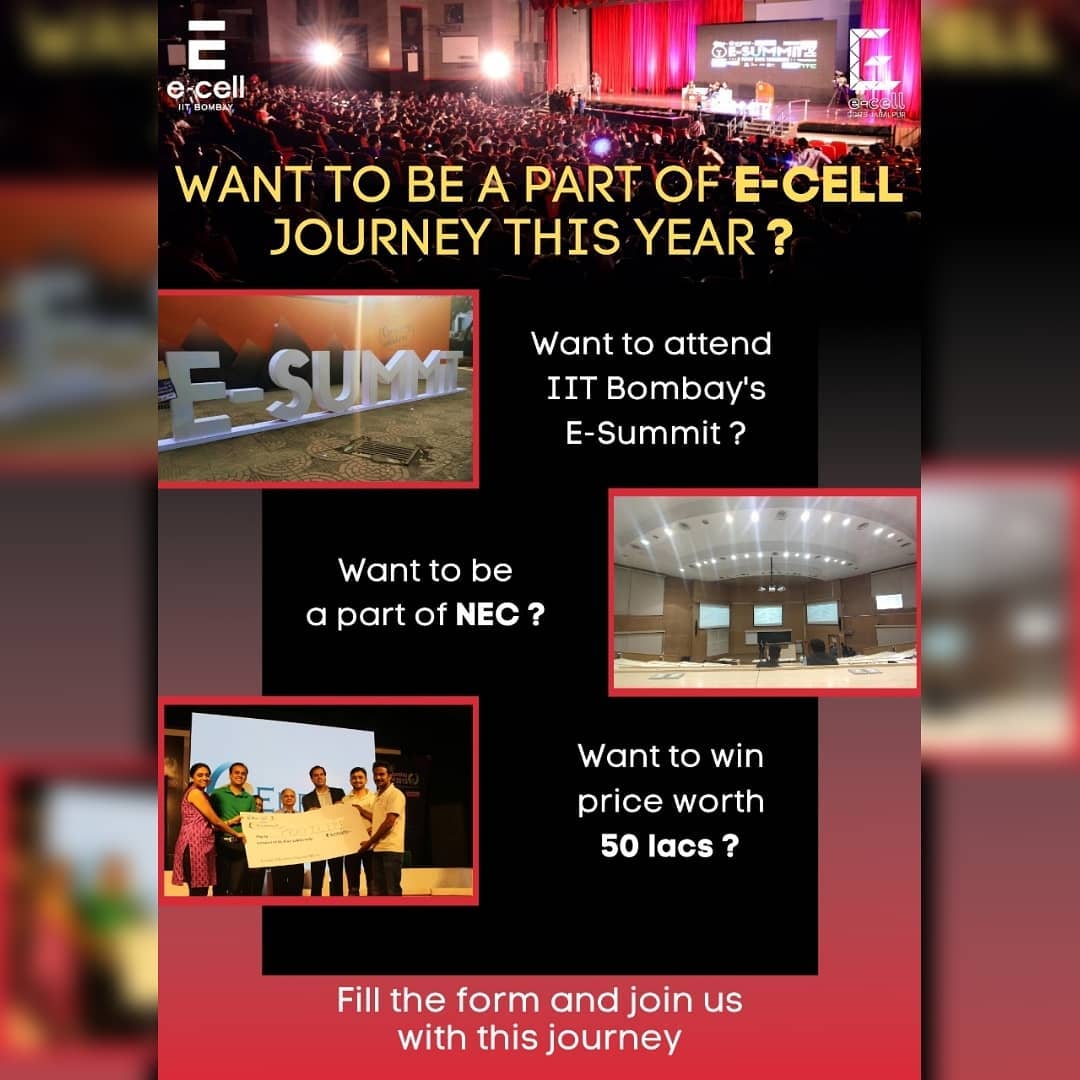 e-cell
IIT BOMBAY
E-SUMMIT
e-cell
WANT TO BE A PART OF E-CELL
JOURNEY THIS YEAR ?
E-SUMMIT
Want to attend
IIT Bombay's
E-Summit ?
Want to be
a part of NEC ?
Want to win
price worth
50 lacs ?
Fill the form and join us
with this journey